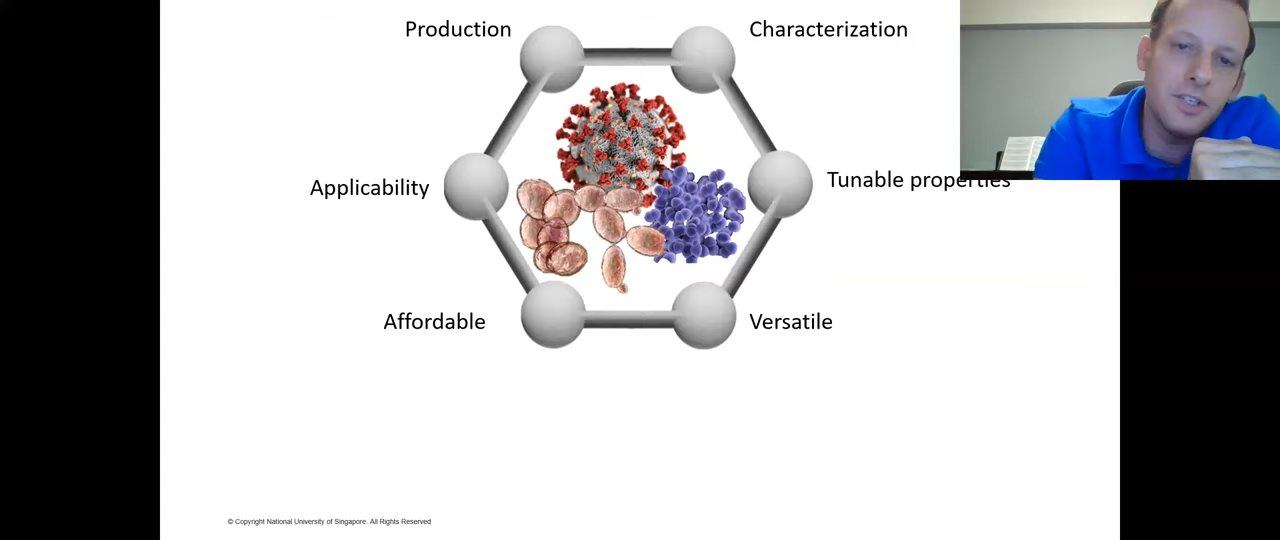 Production
Characterization
Applicability
Tunable properties
Affordable
Versatile
© Copyright National University of Singapore. All Rights Reserved.